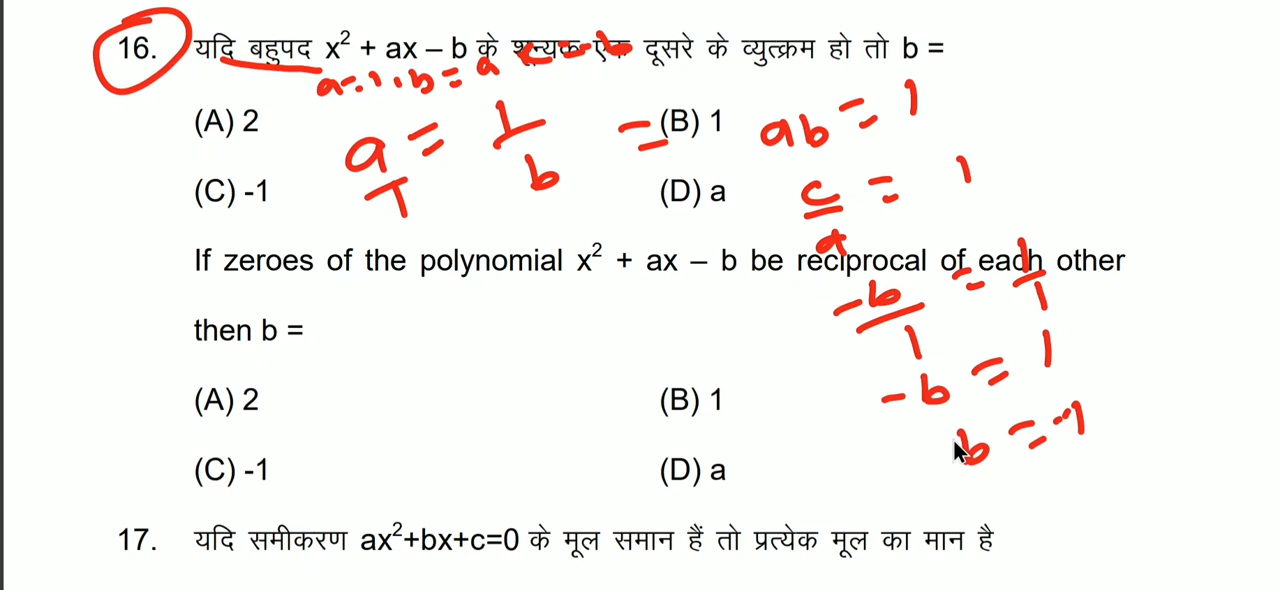 16. यदि बहुपद x² + ax – b के शून्यक एक दूसरे के व्युत्क्रम हो तो b =
a = 1, b = a c = -b
(A) 2 (B) 1
a/1 = 1/b = ab = 1
(C) -1 (D) a
c/a = 1
If zeroes of the polynomial x² + ax – b be reciprocal of each other
-b/1 = 1/1
then b =
-b = 1
(A) 2 (B) 1
b = -1
(C) -1 (D) a
17. यदि समीकरण ax²+bx+c=0 के मूल समान हैं तो प्रत्येक मूल का मान है